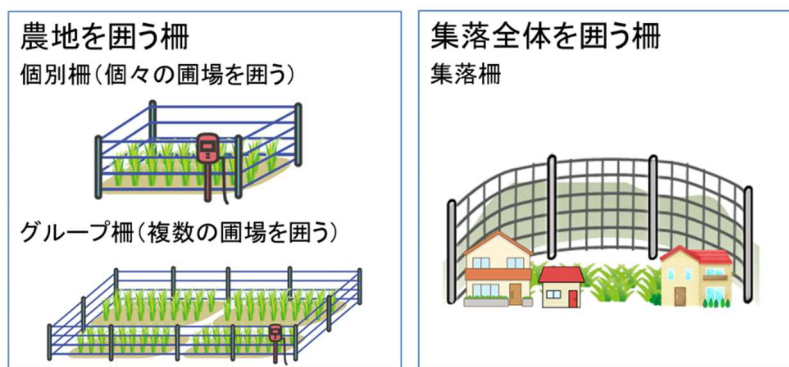 農地を囲う柵
個別柵(個々の圃場を囲う)
グループ柵(複数の圃場を囲う)
集落全体を囲う柵
集落柵